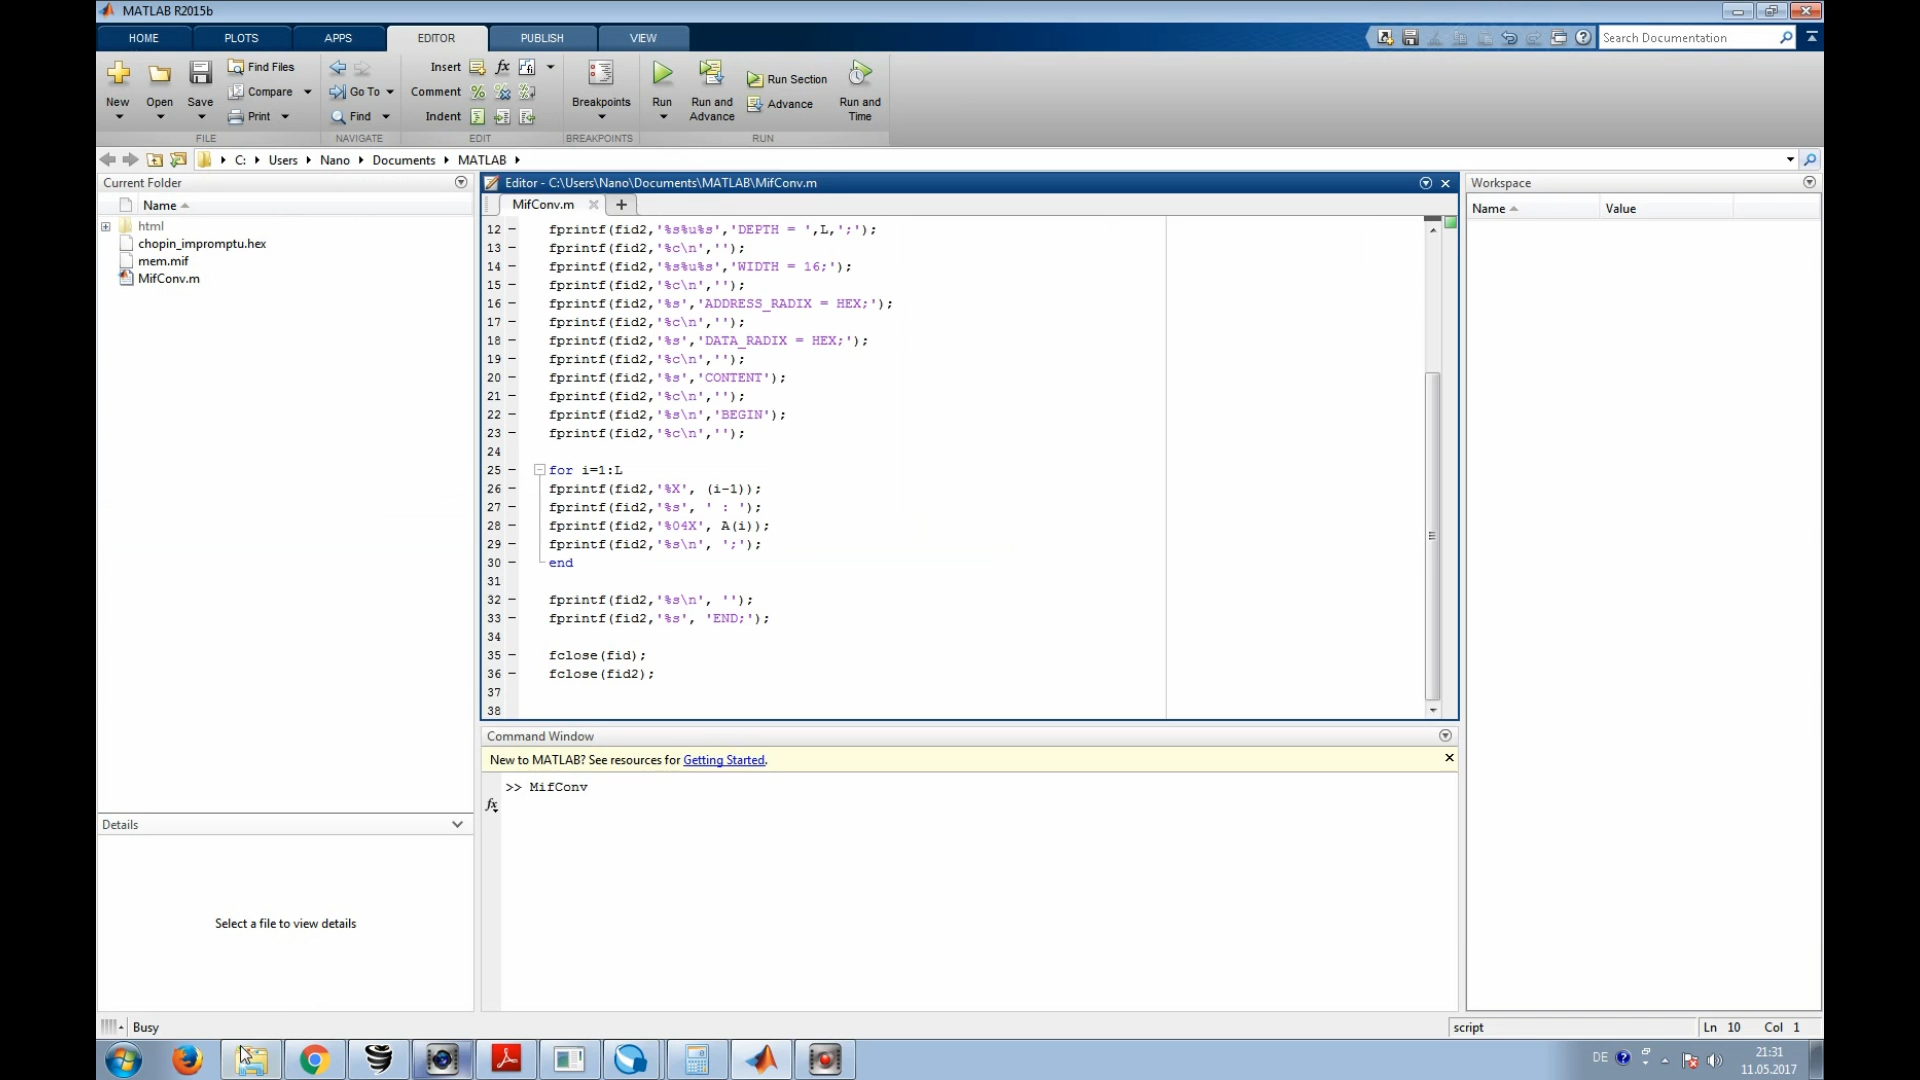 MATLAB R2015b
HOME PLOTS APPS EDITOR PUBLISH VIEW Search Documentation
New Open Save Find Files Compare Print Go To Find Insert fx Comment Indent Breakpoints Run Run and Advance Run Section Advance Run and Time
FILE NAVIGATE EDIT BREAKPOINTS RUN
C: Users Nano Documents MATLAB
Current Folder
Name
html
chopin_impromptu.hex
mem.mif
MifConv.m
Details
Select a file to view details
Editor - C:\Users\Nano\Documents\MATLAB\MifConv.m
MifConv.m
12 – fprintf(fid2,'%s%u%s','DEPTH = ',L,';');
13 – fprintf(fid2,'%c\n','');
14 – fprintf(fid2,'%s%u%s','WIDTH = 16;');
15 – fprintf(fid2,'%c\n','');
16 – fprintf(fid2,'%s','ADDRESS_RADIX = HEX;');
17 – fprintf(fid2,'%c\n','');
18 – fprintf(fid2,'%s','DATA_RADIX = HEX;');
19 – fprintf(fid2,'%c\n','');
20 – fprintf(fid2,'%s','CONTENT');
21 – fprintf(fid2,'%c\n','');
22 – fprintf(fid2,'%s\n','BEGIN');
23 – fprintf(fid2,'%c\n','');
24
25 – for i=1:L
26 – fprintf(fid2,'%X', (i-1));
27 – fprintf(fid2,'%s', ' : ');
28 – fprintf(fid2,'%04X', A(i));
29 – fprintf(fid2,'%s\n', ';');
30 – end
31
32 – fprintf(fid2,'%s\n', '');
33 – fprintf(fid2,'%s', 'END;');
34
35 – fclose(fid);
36 – fclose(fid2);
37
38
Command Window
New to MATLAB? See resources for Getting Started.
>> MifConv
fx
Workspace
Name Value
Busy
script Ln 10 Col 1
DE 21:31
11.05.2017